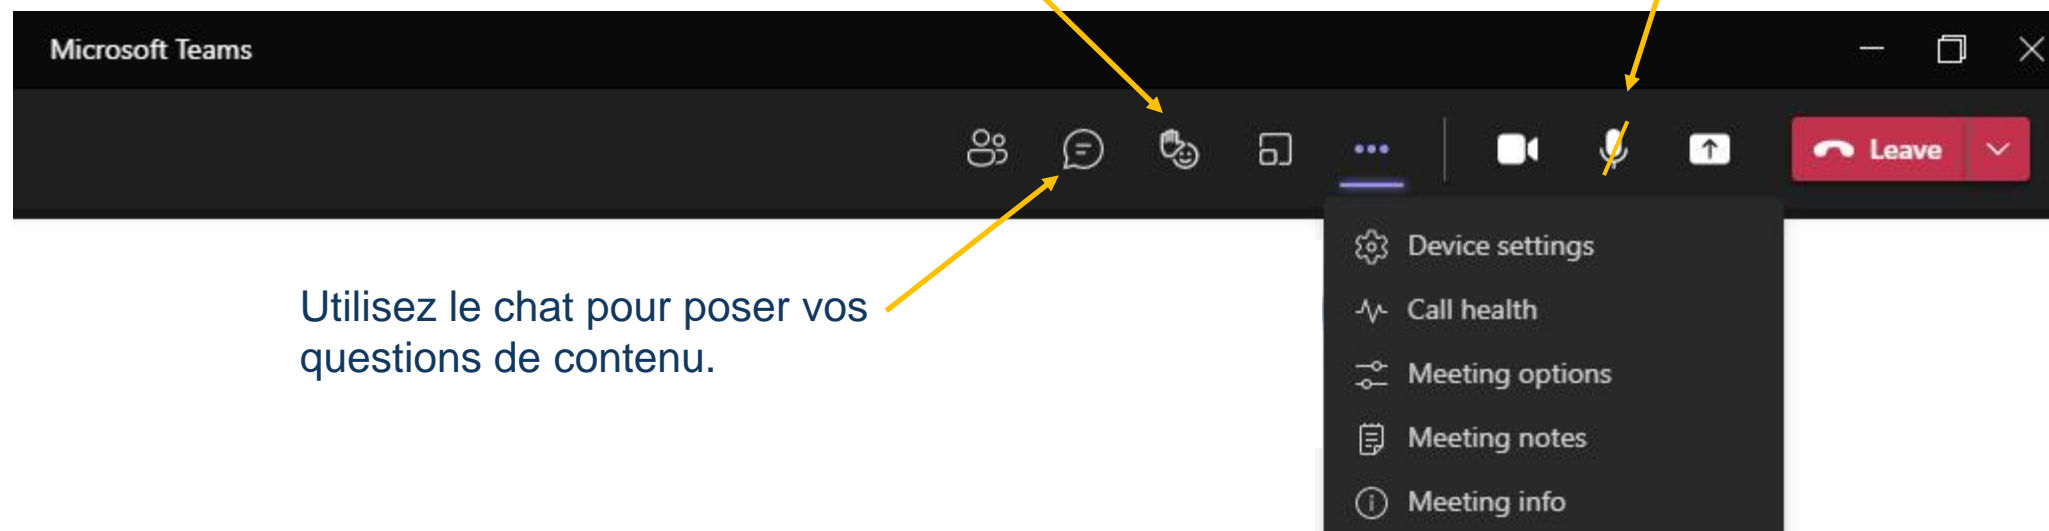 Microsoft Teams
Leave
Device settings
Utilisez le chat pour poser vos
questions de contenu.
Call health
Meeting options
Meeting notes
Meeting info